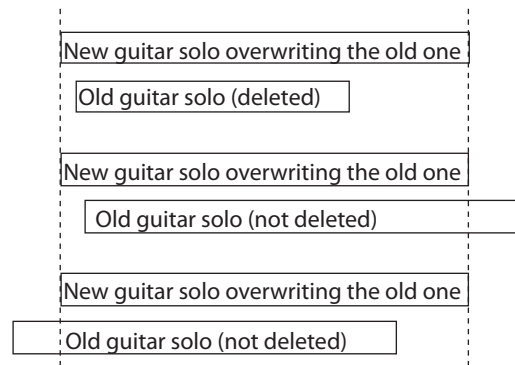 New guitar solo overwriting the old one
Old guitar solo (deleted)
New guitar solo overwriting the old one
Old guitar solo (not deleted)
New guitar solo overwriting the old one
Old guitar solo (not deleted)